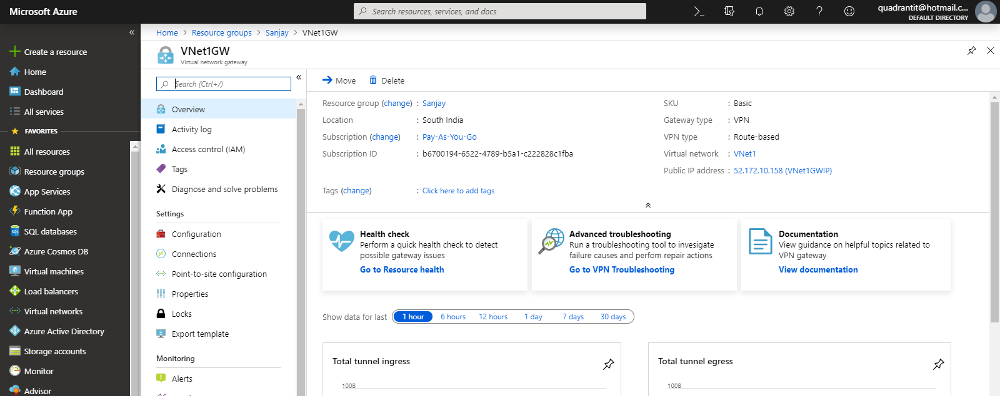 Microsoft Azure
Search resources, services, and docs
quadrantit@hotmail.c...
DEFAULT DIRECTORY
Create a resource
Home
Dashboard
All services
FAVORITES
All resources
Resource groups
App Services
Function App
SQL databases
Azure Cosmos DB
Virtual machines
Load balancers
Virtual networks
Azure Active Directory
Storage accounts
Monitor
Advisor
Home > Resource groups > Sanjay > VNet1GW
VNet1GW
Virtual network gateway
Search (Ctrl+/)
Overview
Activity log
Access control (IAM)
Tags
Diagnose and solve problems
Settings
Configuration
Connections
Point-to-site configuration
Properties
Locks
Export template
Monitoring
Alerts
Move Delete
Resource group (change) : Sanjay
Location : South India
Subscription (change) : Pay-As-You-Go
Subscription ID : b6700194-6522-4789-b5a1-c222828c1fba
Tags (change) : Click here to add tags
SKU : Basic
Gateway type : VPN
VPN type : Route-based
Virtual network : VNet1
Public IP address : 52.172.10.158 (VNet1GWIP)
Health check
Perform a quick health check to detect
possible gateway issues
Go to Resource health
Advanced troubleshooting
Run a troubleshooting tool to invesigate
failure causes and perfom repair actions
Go to VPN Troubleshooting
Documentation
View guidance on helpful topics related to
VPN gateway
View documentation
Show data for last 1 hour 6 hours 12 hours 1 day 7 days 30 days
Total tunnel ingress
100B
Total tunnel egress
100B